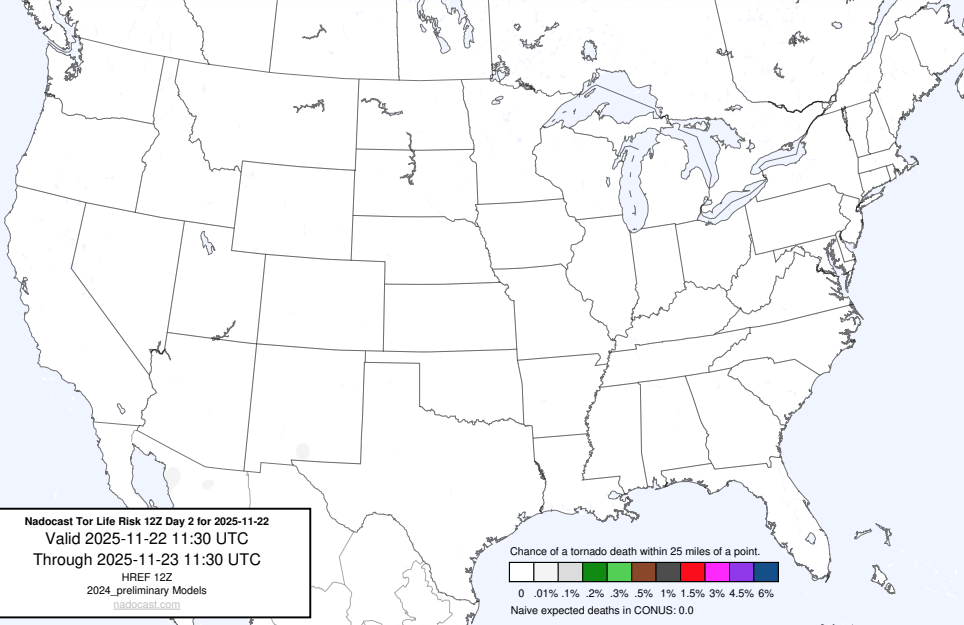 Nadocast Tor Life Risk 12Z Day 2 for 2025-11-22
Valid 2025-11-22 11:30 UTC
Through 2025-11-23 11:30 UTC
HREF 12Z
2024_preliminary Models
nadocast.com
Chance of a tornado death within 25 miles of a point.
0 .01% .1% .2% .3% .5% 1% 1.5% 3% 4.5% 6%
Naive expected deaths in CONUS: 0.0